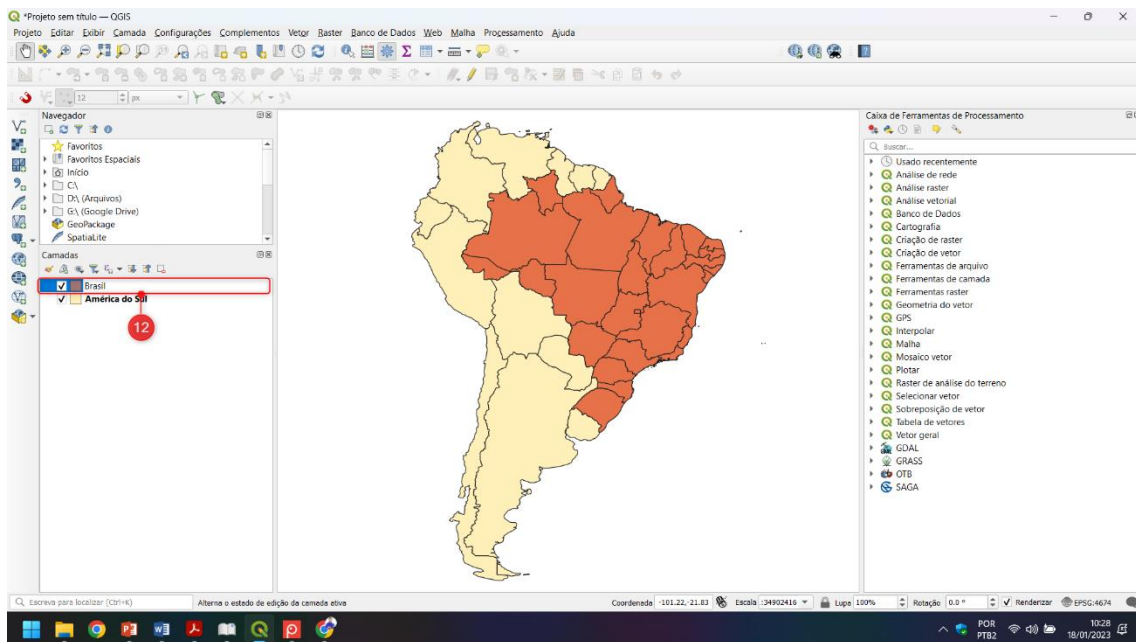 *Projeto sem título — QGIS
Projeto Editar Exibir Camada Configurações Complementos Vetor Raster Banco de Dados Web Malha Processamento Ajuda
12 px
Navegador
Favoritos
Favoritos Espaciais
Início
C:\
D:\ (Arquivos)
G:\ (Google Drive)
GeoPackage
SpatiaLite
Camadas
Brasil
América do Sul
12
Caixa de Ferramentas de Processamento
Buscar...
Usado recentemente
Análise de rede
Análise raster
Análise vetorial
Banco de Dados
Cartografia
Criação de raster
Criação de vetor
Ferramentas de arquivo
Ferramentas de camada
Ferramentas raster
Geometria do vetor
GPS
Interpolar
Malha
Mosaico vetor
Plotar
Raster de análise do terreno
Selecionar vetor
Sobreposição de vetor
Tabela de vetores
Vetor geral
GDAL
GRASS
OTB
SAGA
Escreva para localizar (Ctrl+K) Alterna o estado de edição da camada ativa Coordenada -101.22,-21.83 Escala :34902416 Lupa 100% Rotação 0.0 ° Renderizar EPSG:4674
POR
PTB2
10:28
18/01/2023